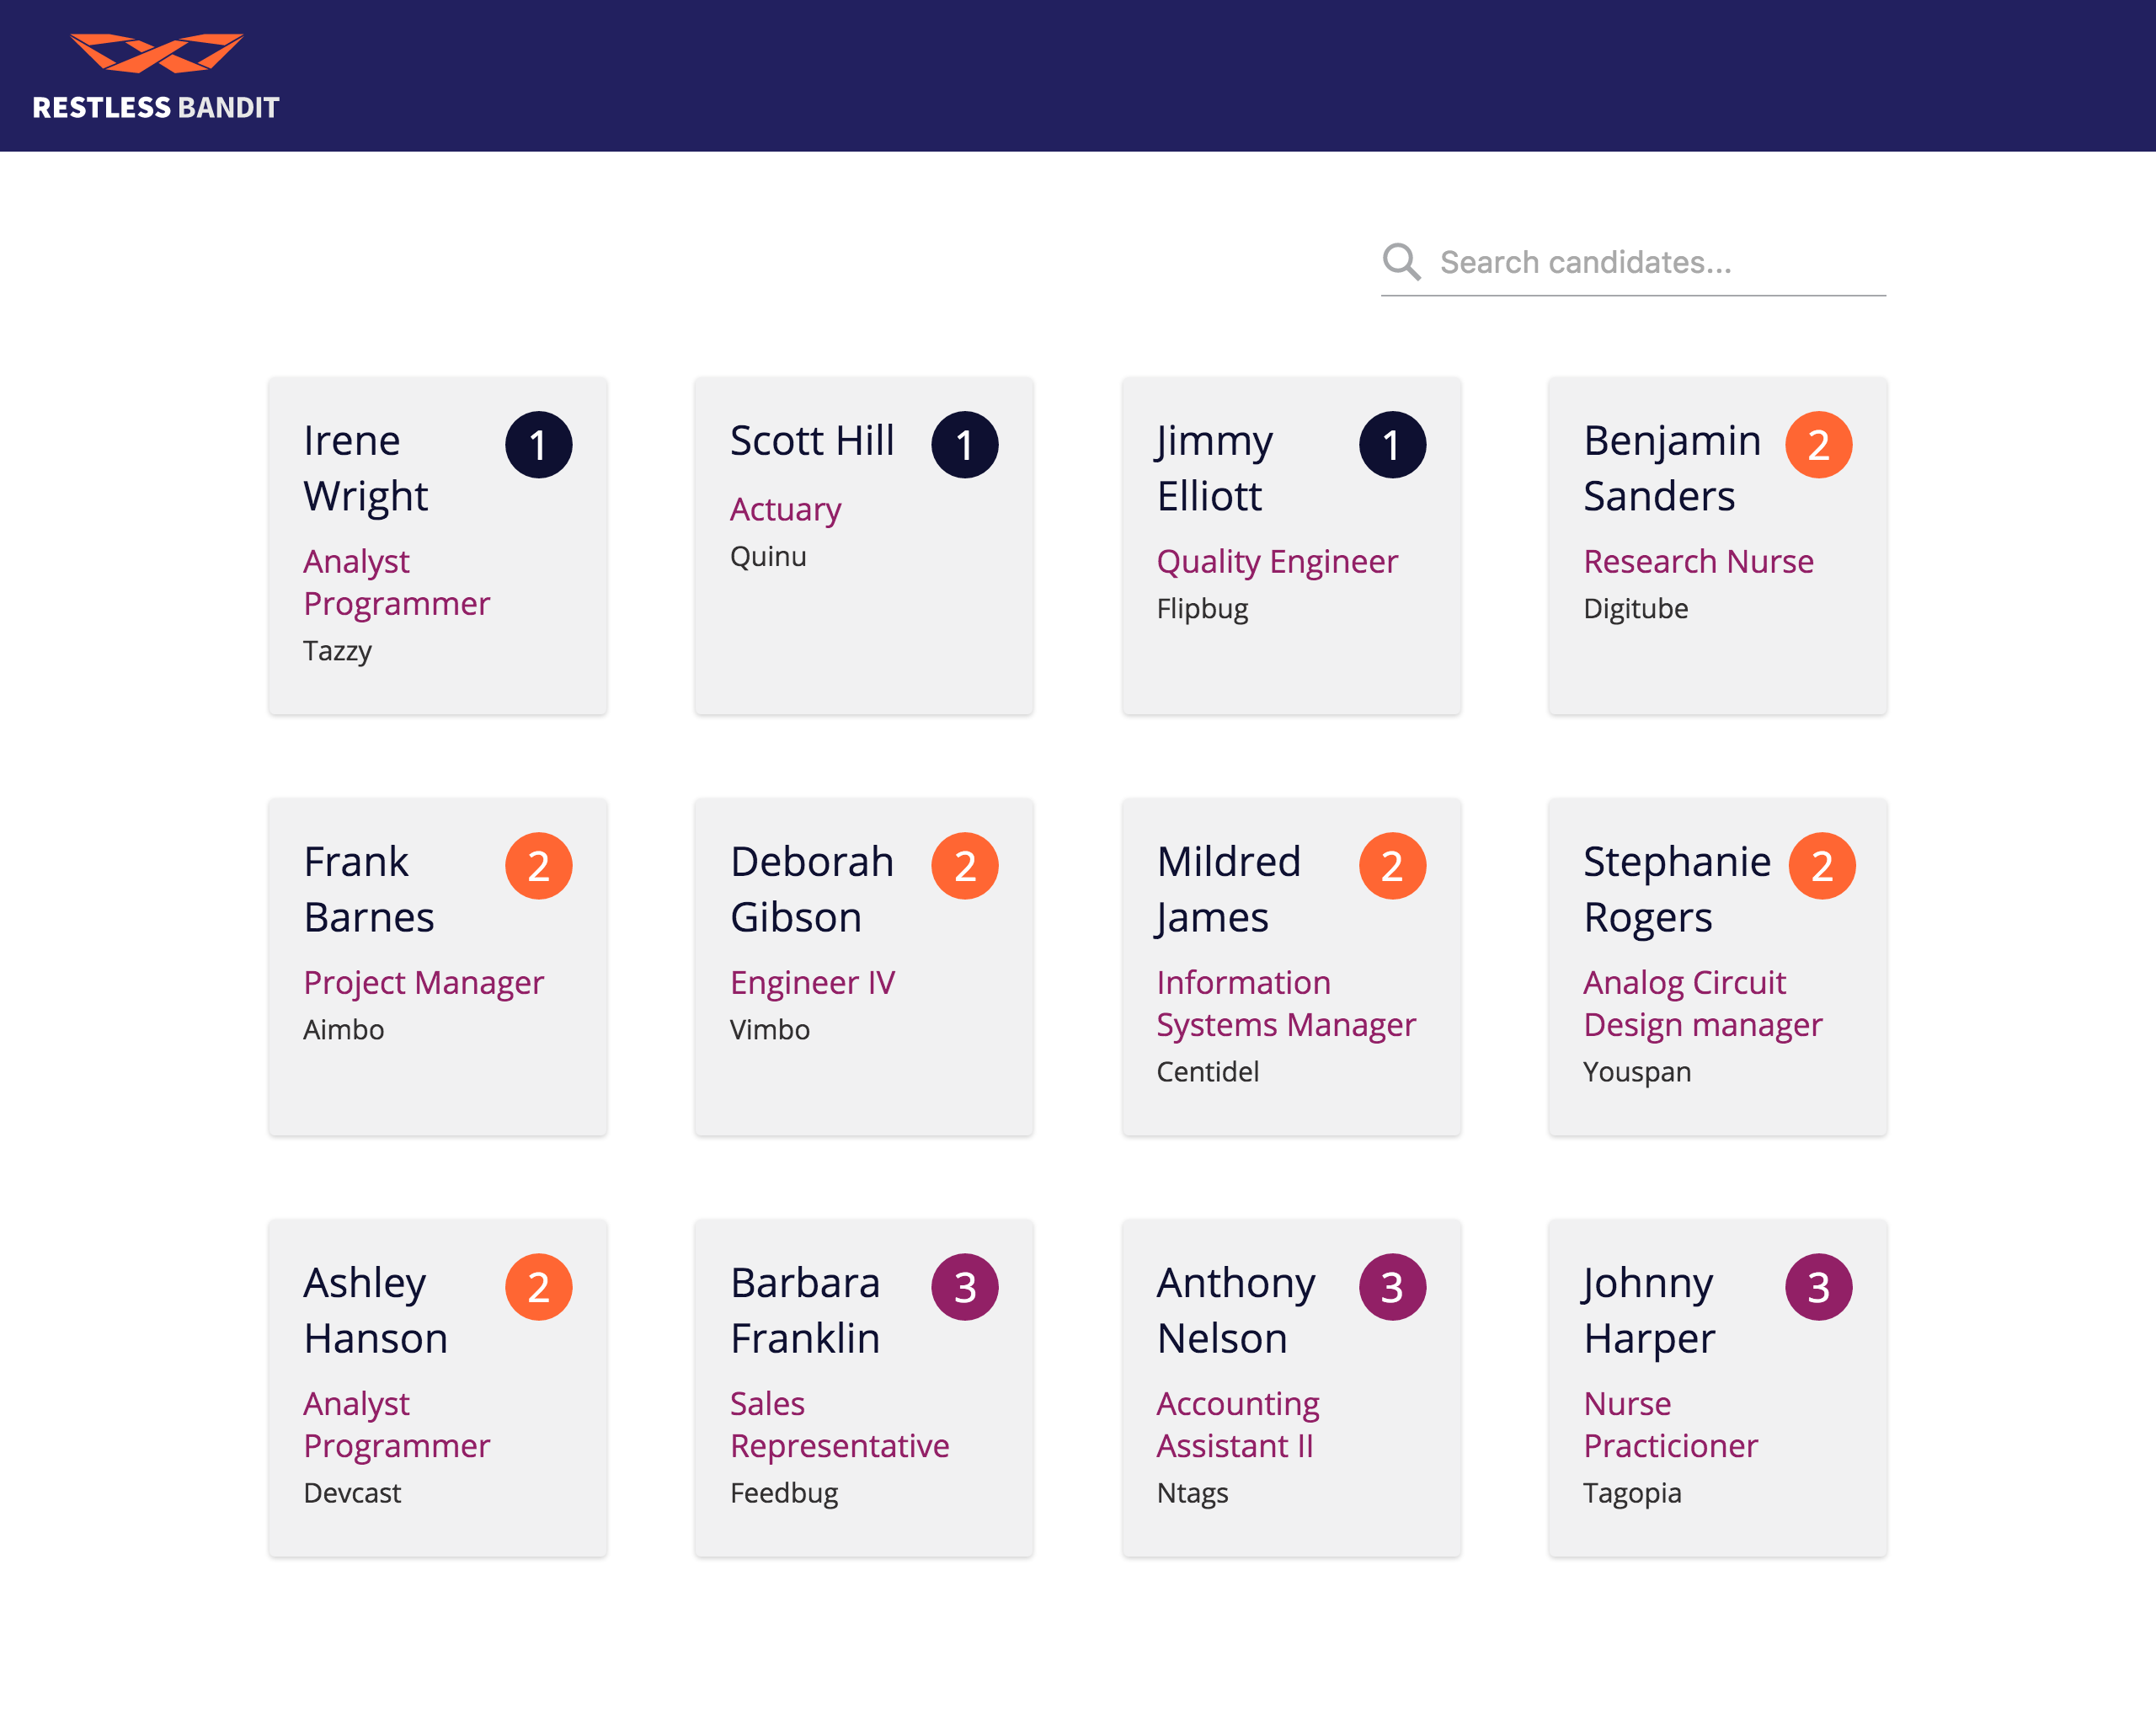 RESTLESS BANDIT
Search candidates...
Irene
Wright
1
Analyst
Programmer
Tazzy
Scott Hill
1
Actuary
Quinu
Jimmy
Elliott
1
Quality Engineer
Flipbug
Benjamin
Sanders
2
Research Nurse
Digitube
Frank
Barnes
2
Project Manager
Aimbo
Deborah
Gibson
2
Engineer IV
Vimbo
Mildred
James
2
Information
Systems Manager
Centidel
Stephanie
Rogers
2
Analog Circuit
Design manager
Youspan
Ashley
Hanson
2
Analyst
Programmer
Devcast
Barbara
Franklin
3
Sales
Representative
Feedbug
Anthony
Nelson
3
Accounting
Assistant II
Ntags
Johnny
Harper
3
Nurse
Practicioner
Tagopia